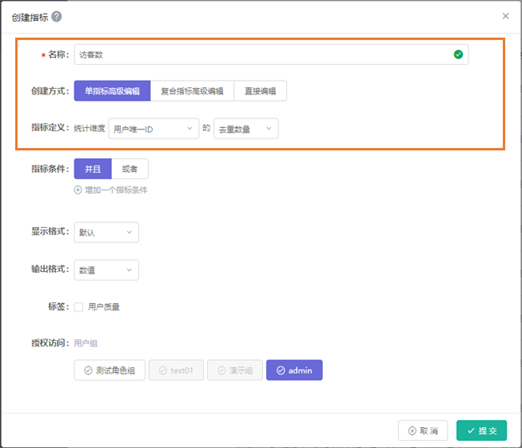 创建指标 ?
名称： 访客数
创建方式： 单指标高级编辑 复合指标高级编辑 直接编辑
指标定义： 统计维度 用户唯一ID 的 去重数量
指标条件： 并且 或者
增加一个指标条件
显示格式： 默认
输出格式： 数值
标签： 用户质量
授权访问： 用户组
测试角色组 test01 演示组 admin
取消 提交